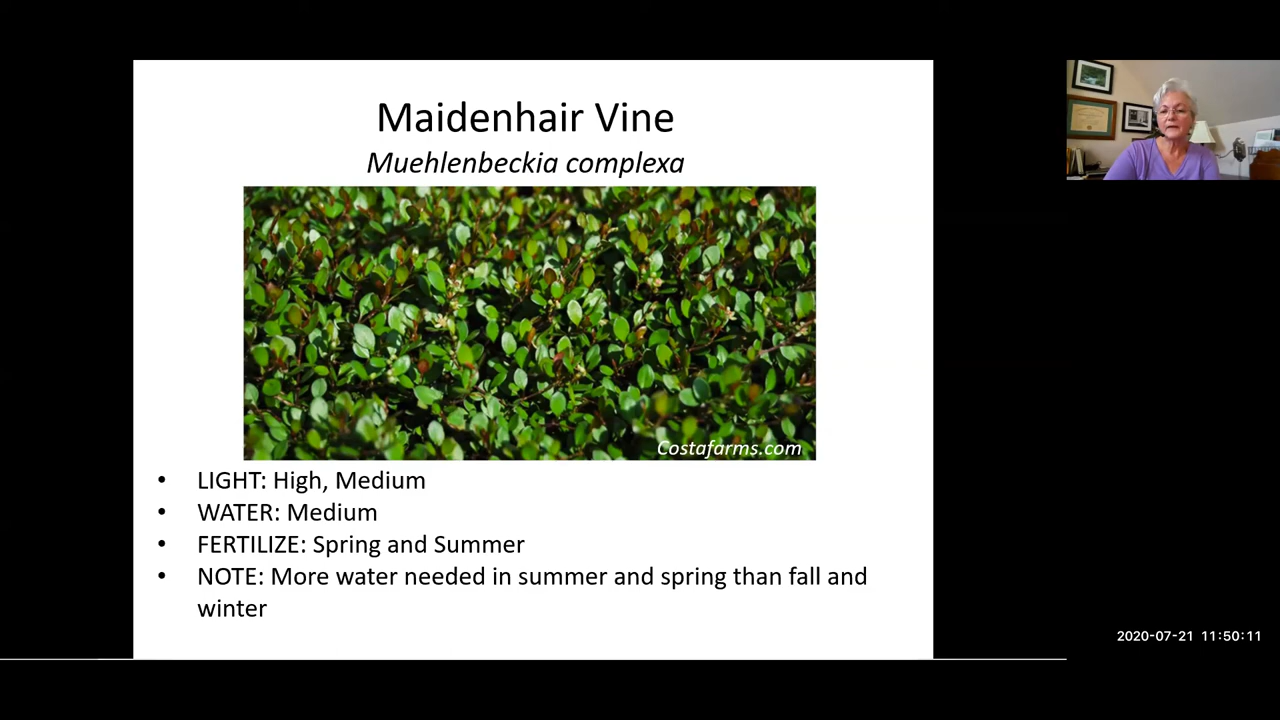 Maidenhair Vine
Muehlenbeckia complexa
Costafarms.com
• LIGHT: High, Medium
• WATER: Medium
• FERTILIZE: Spring and Summer
• NOTE: More water needed in summer and spring than fall and
winter
2020-07-21 11:50:11